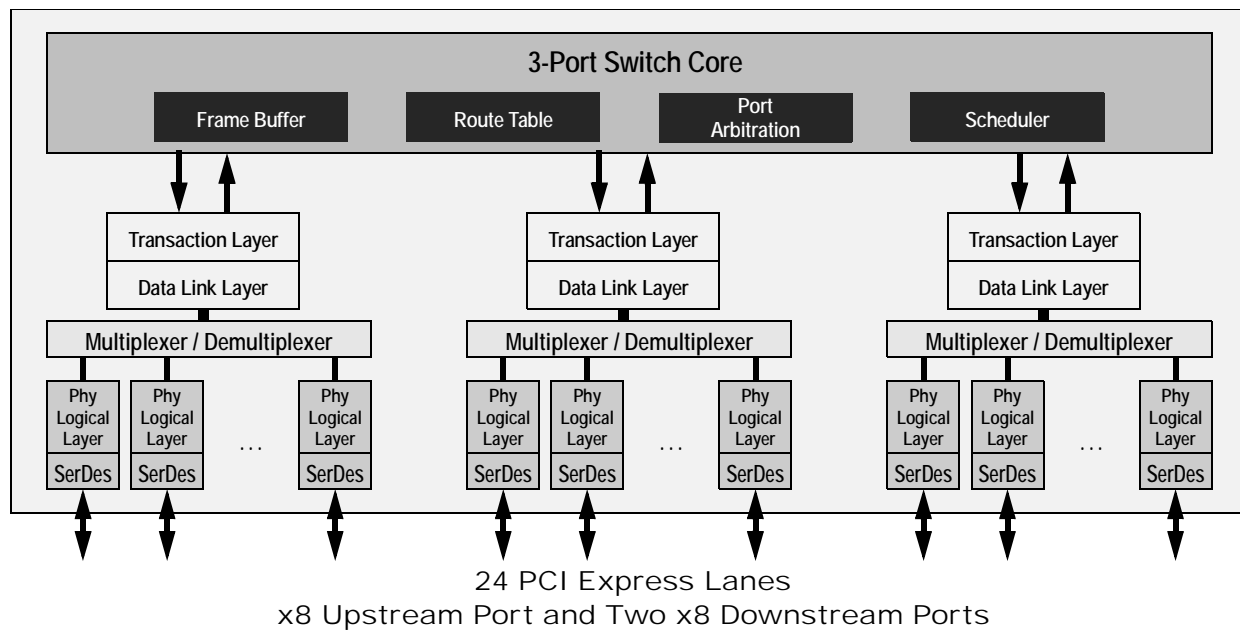 3-Port Switch Core
Frame Buffer
Route Table
Port
Arbitration
Scheduler
Transaction Layer
Data Link Layer
Multiplexer / Demultiplexer
Transaction Layer
Data Link Layer
Multiplexer / Demultiplexer
Transaction Layer
Data Link Layer
Multiplexer / Demultiplexer
Phy
Logical
Layer
SerDes
Phy
Logical
Layer
SerDes
...
Phy
Logical
Layer
SerDes
Phy
Logical
Layer
SerDes
Phy
Logical
Layer
SerDes
...
Phy
Logical
Layer
SerDes
Phy
Logical
Layer
SerDes
Phy
Logical
Layer
SerDes
...
Phy
Logical
Layer
SerDes
24 PCI Express Lanes
x8 Upstream Port and Two x8 Downstream Ports